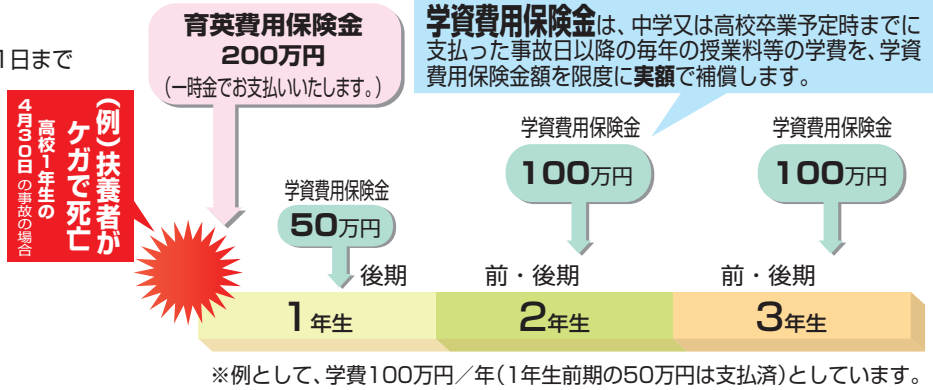 1日まで
育英費用保険金
200万円
(一時金でお支払いいたします。)
学資費用保険金は、中学又は高校卒業予定時までに
支払った事故日以降の毎年の授業料等の学費を、学資
費用保険金額を限度に実額で補償します。
(例)扶養者が
ケガで死亡
高校1年生の
4月30日の事故の場合
学資費用保険金
50万円
学資費用保険金
100万円
学資費用保険金
100万円
後期
前・後期
前・後期
1年生
2年生
3年生
※例として、学費100万円/年(1年生前期の50万円は支払済)としています。